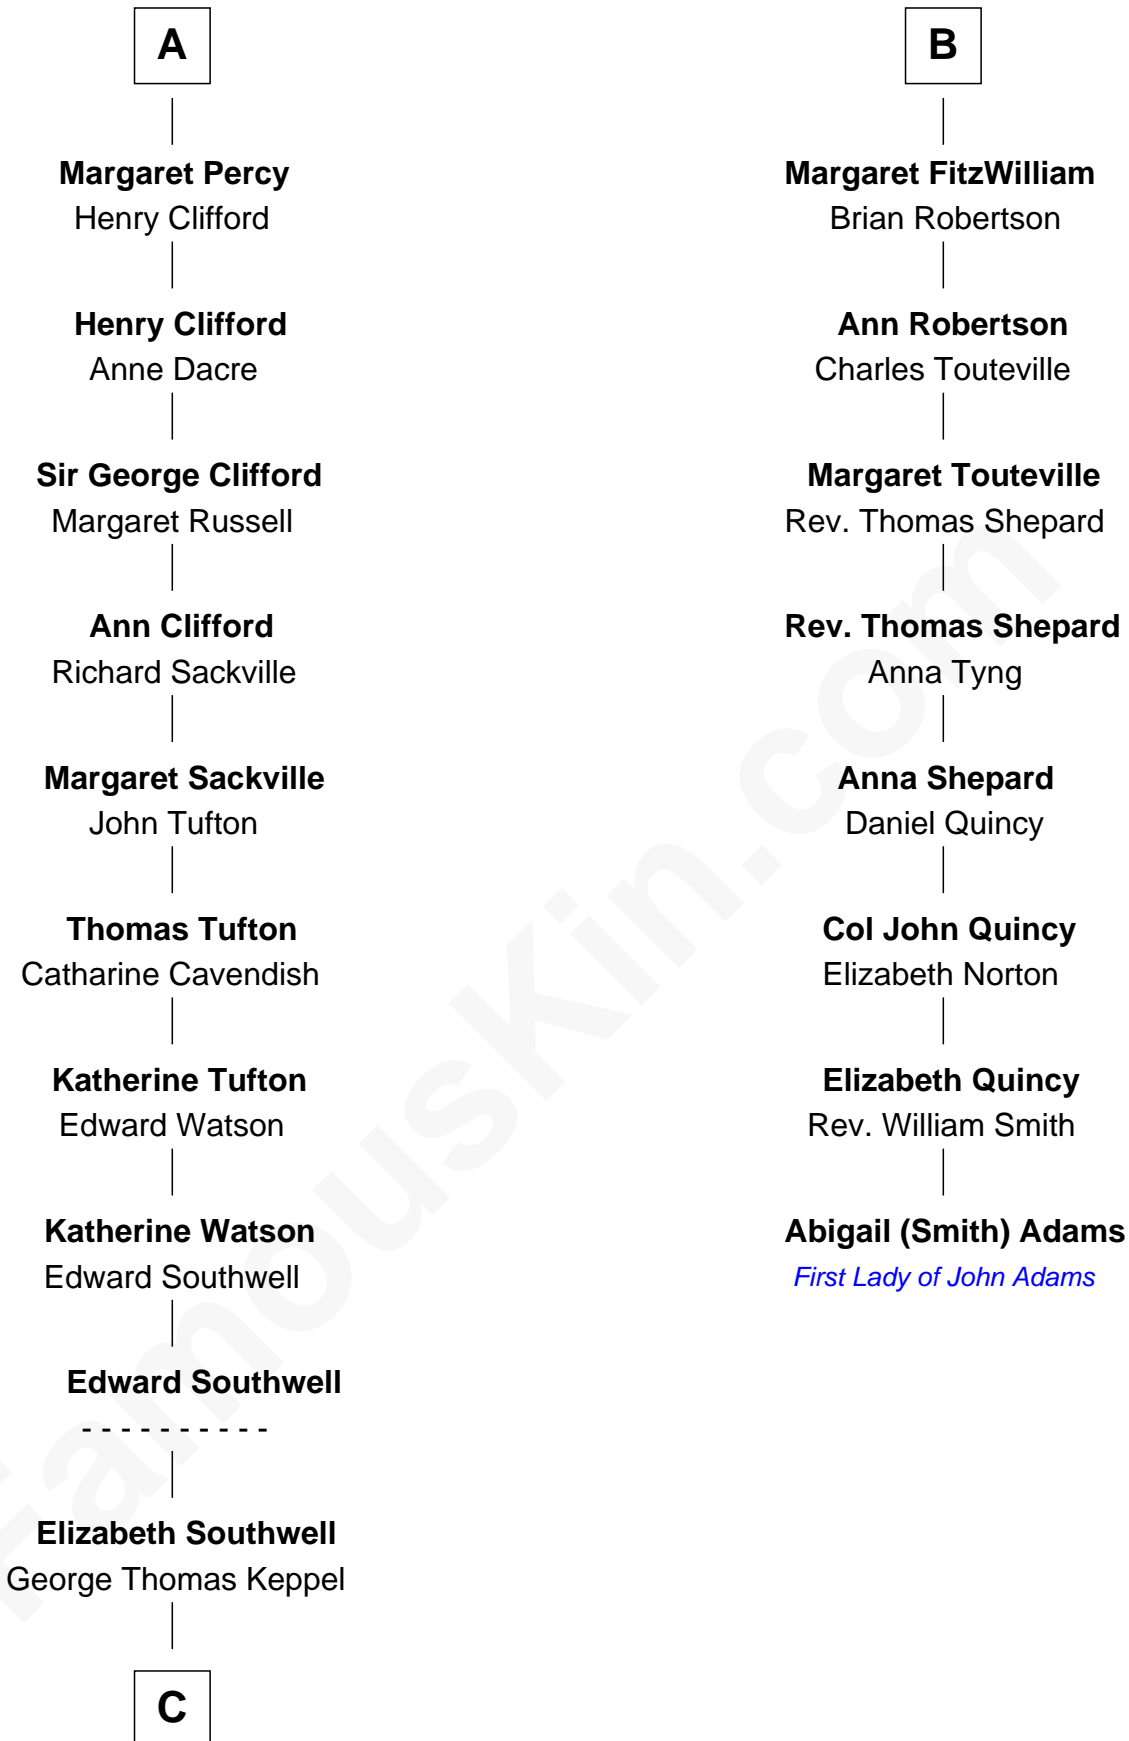 A
Margaret Percy
Henry Clifford
Henry Clifford
Anne Dacre
Sir George Clifford
Margaret Russell
Ann Clifford
Richard Sackville
Margaret Sackville
John Tufton
Thomas Tufton
Catharine Cavendish
Katherine Tufton
Edward Watson
Katherine Watson
Edward Southwell
Edward Southwell
- - - - - - - - - -
Elizabeth Southwell
George Thomas Keppel
C
B
Margaret FitzWilliam
Brian Robertson
Ann Robertson
Charles Touteville
Margaret Touteville
Rev. Thomas Shepard
Rev. Thomas Shepard
Anna Tyng
Anna Shepard
Daniel Quincy
Col John Quincy
Elizabeth Norton
Elizabeth Quincy
Rev. William Smith
Abigail (Smith) Adams
First Lady of John Adams
FamousKin.com